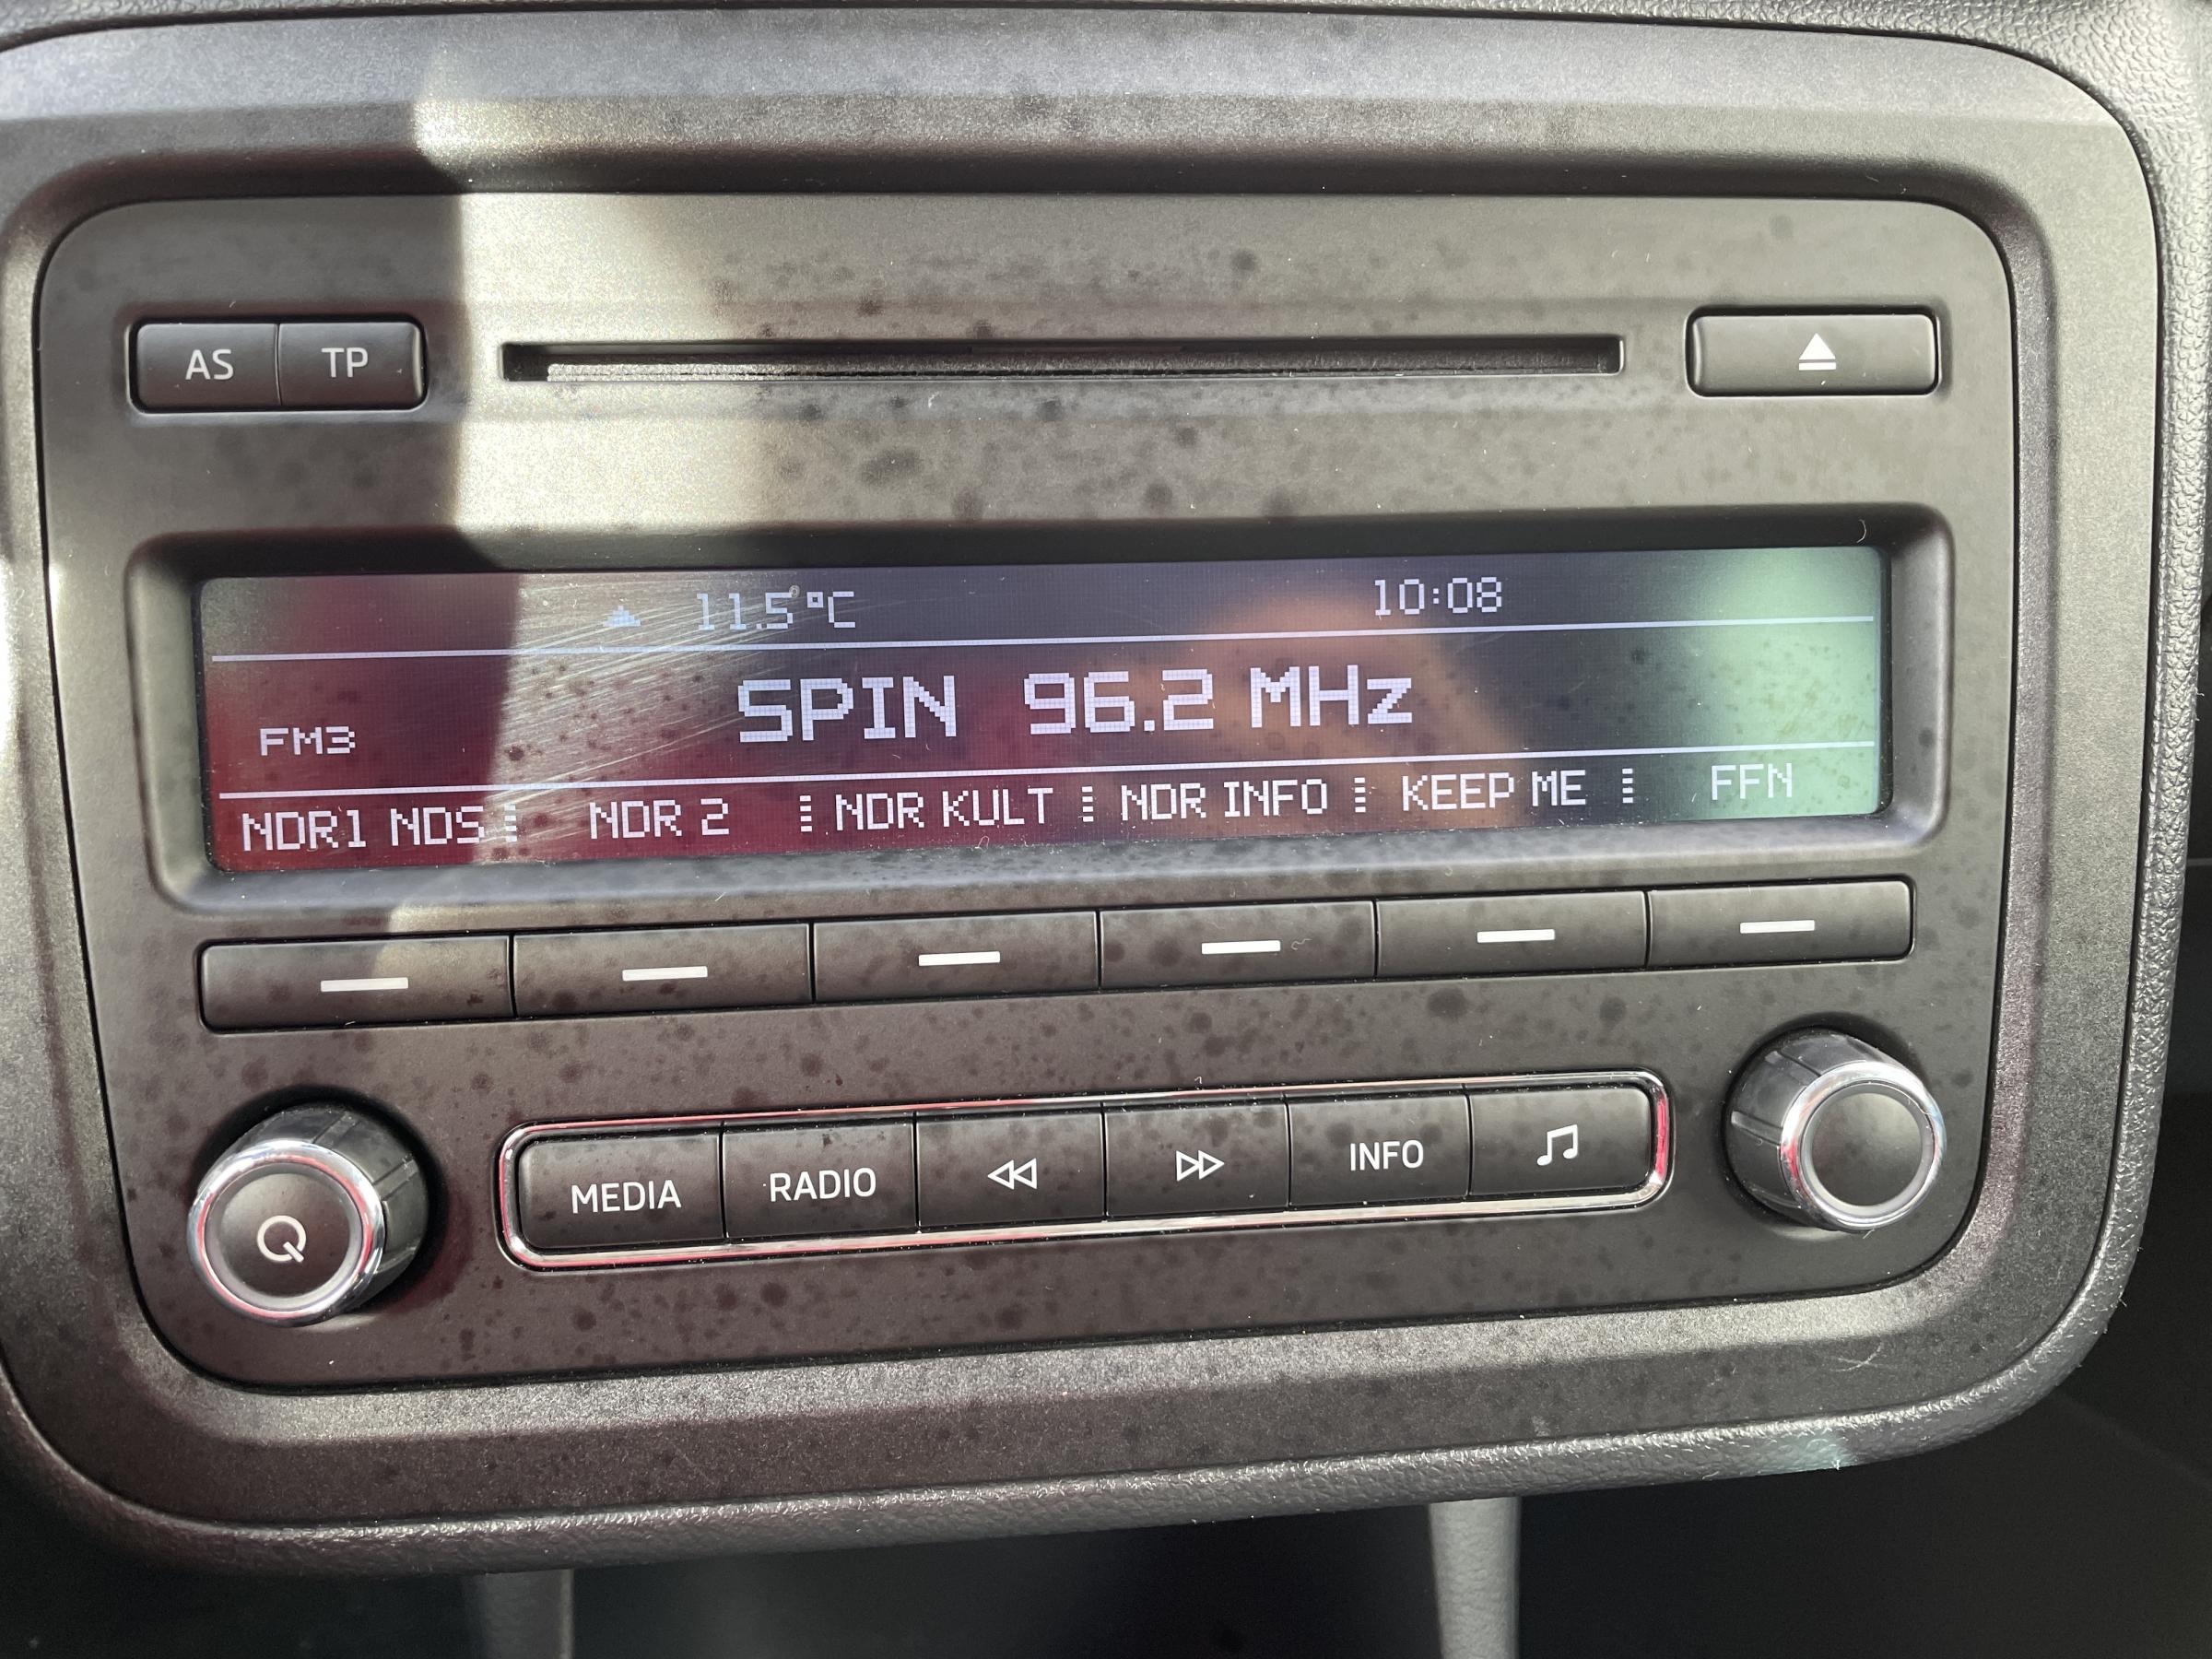 AS TP
11.5°C 10:08
FM3 SPIN 96.2 MHz
NDR1 NDS NDR 2 NDR KULT NDR INFO KEEP ME FFN
MEDIA RADIO INFO